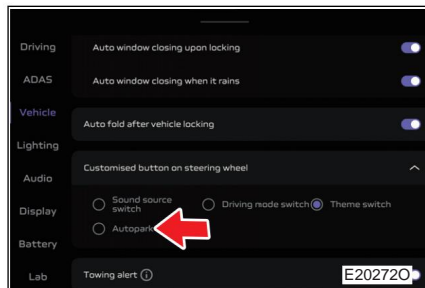 Driving
Auto window closing upon locking
ADAS
Auto window closing when it rains
Vehicle
Auto fold after vehicle locking
Lighting
Customised button on steering wheel
Audio
Sound source
switch
Driving mode switch
Theme switch
Display
Autopark
Battery
Lab
Towing alert
E20272O